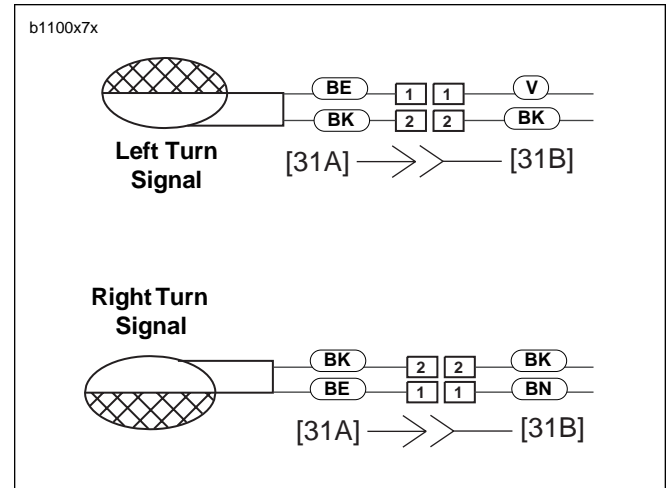 b1100x7x
BE 1 1 V
BK 2 2 BK
Left Turn
Signal
[31A] [31B]
Right Turn
Signal
BK 2 2 BK
BE 1 1 BN
[31A] [31B]